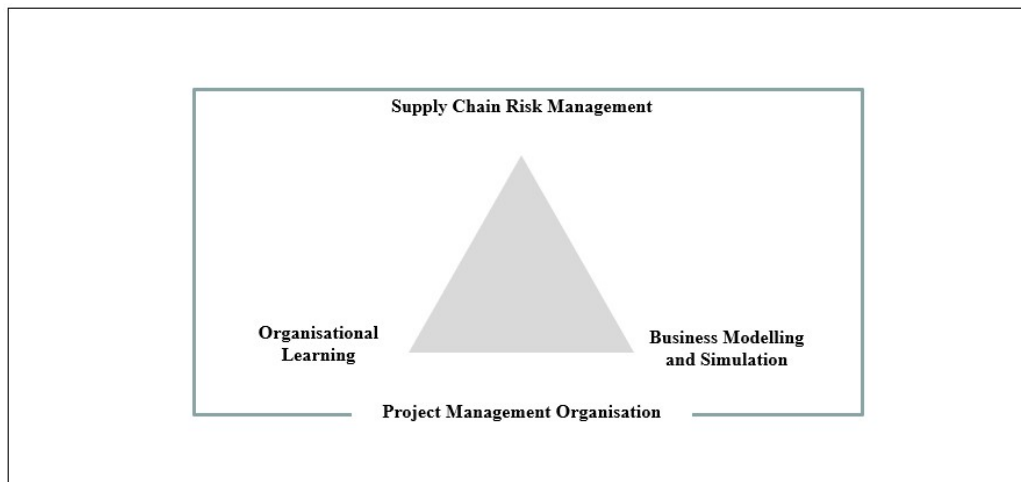 Supply Chain Risk Management
Organisational
Learning
Business Modelling
and Simulation
Project Management Organisation